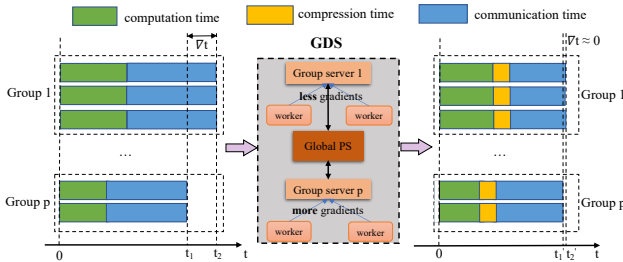 computation time
compression time
communication time
∇t
GDS
∇t ≈ 0
Group 1
Group server 1
less gradients
worker
worker
Global PS
...
...
Group p
Group server p
more gradients
worker
worker
Group 1
Group p
0
t₁
t₂
t
0
t₁
t₂
t